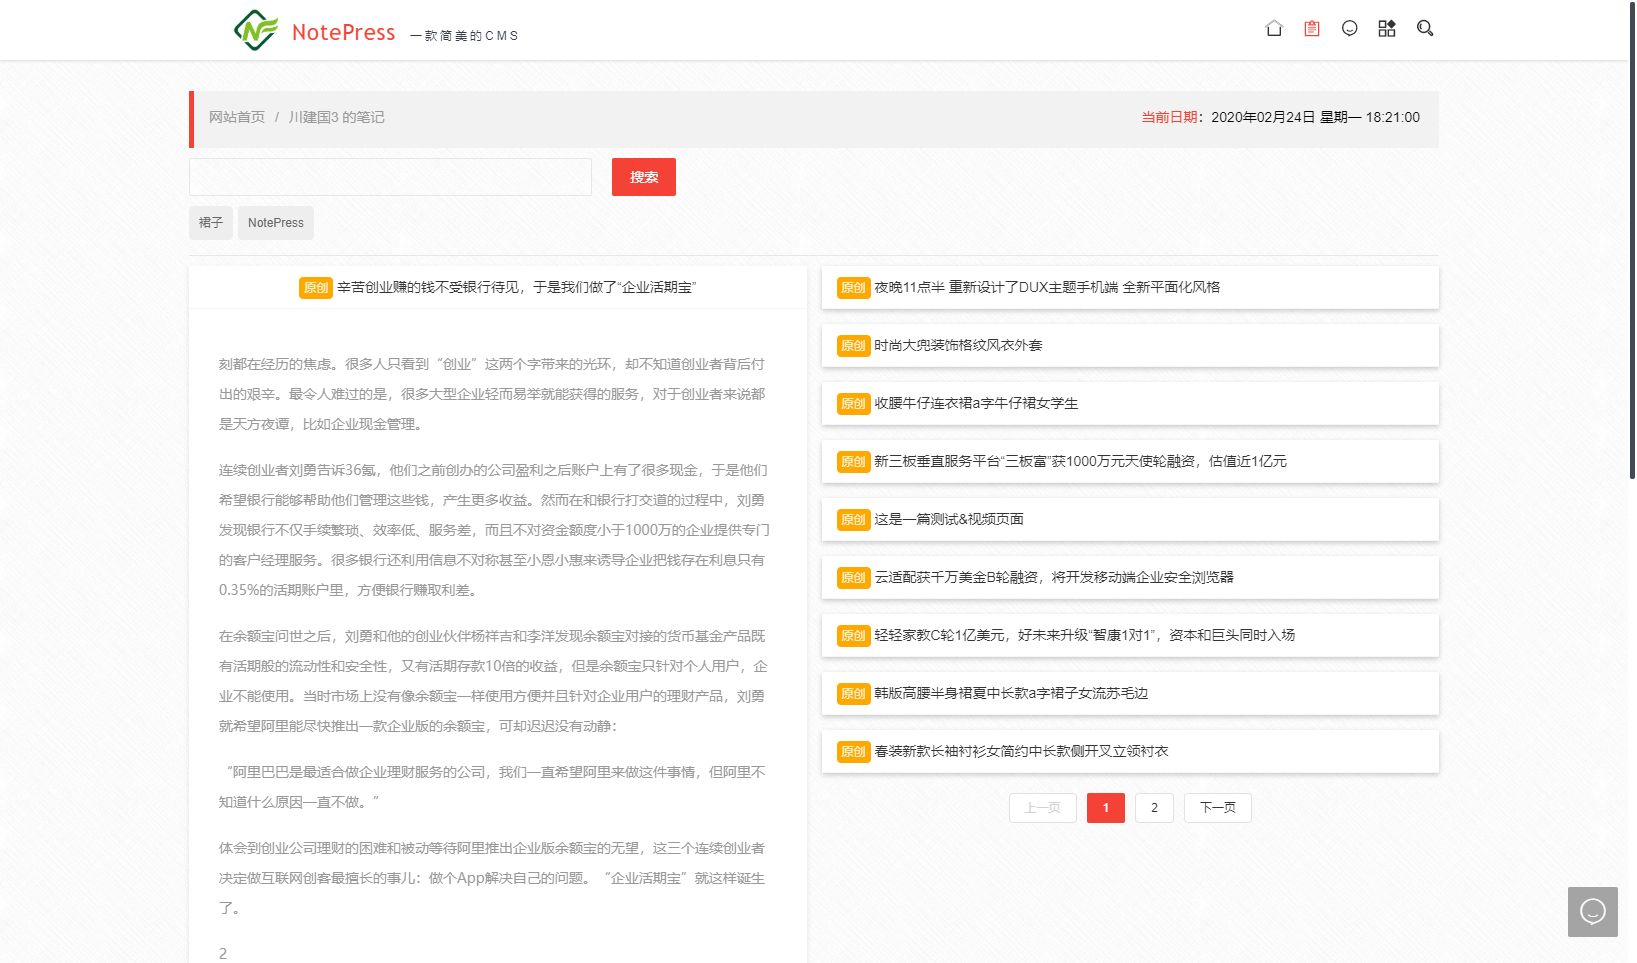 NotePress 一款简美的CMS
网站首页 / 川建国3 的笔记
当前日期：2020年02月24日 星期一 18:21:00
搜索
裙子 NotePress
原创 辛苦创业赚的钱不受银行待见，于是我们做了“企业活期宝”
刻都在经历的焦虑。很多人只看到“创业”这两个字带来的光环，却不知道创业者背后付
出的艰辛。最令人难过的是，很多大型企业轻而易举就能获得的服务，对于创业者来说都
是天方夜谭，比如企业现金管理。
连续创业者刘勇告诉36氪，他们之前创办的公司盈利之后账户上有了很多现金，于是他们
希望银行能够帮助他们管理这些钱，产生更多收益。然而在和银行打交道的过程中，刘勇
发现银行不仅手续繁琐、效率低、服务差，而且不对资金额度小于1000万的企业提供专门
的客户经理服务。很多银行还利用信息不对称甚至小恩小惠来诱导企业把钱存在利息只有
0.35%的活期账户里，方便银行赚取利差。
在余额宝问世之后，刘勇和他的创业伙伴杨祥吉和李洋发现余额宝对接的货币基金产品既
有活期般的流动性和安全性，又有活期存款10倍的收益，但是余额宝只针对个人用户，企
业不能使用。当时市场上没有像余额宝一样使用方便并且针对企业用户的理财产品，刘勇
就希望阿里能尽快推出一款企业版的余额宝，可却迟迟没有动静：
“阿里巴巴是最适合做企业理财服务的公司，我们一直希望阿里来做这件事情，但阿里不
知道什么原因一直不做。”
体会到创业公司理财的困难和被动等待阿里推出企业版余额宝的无望，这三个连续创业者
决定做互联网创客最擅长的事儿：做个App解决自己的问题。“企业活期宝”就这样诞生
了。
2
原创 夜晚11点半 重新设计了DUX主题手机端 全新平面化风格
原创 时尚大兜装饰格纹风衣外套
原创 收腰牛仔连衣裙a字牛仔裙女学生
原创 新三板垂直服务平台“三板富”获1000万元天使轮融资，估值近1亿元
原创 这是一篇测试&视频页面
原创 云适配获千万美金B轮融资，将开发移动端企业安全浏览器
原创 轻轻家教C轮1亿美元，好未来升级“智康1对1”，资本和巨头同时入场
原创 韩版高腰半身裙夏中长款a字裙子女流苏毛边
原创 春装新款长袖衬衫女简约中长款侧开叉立领衬衣
上一页 1 2 下一页